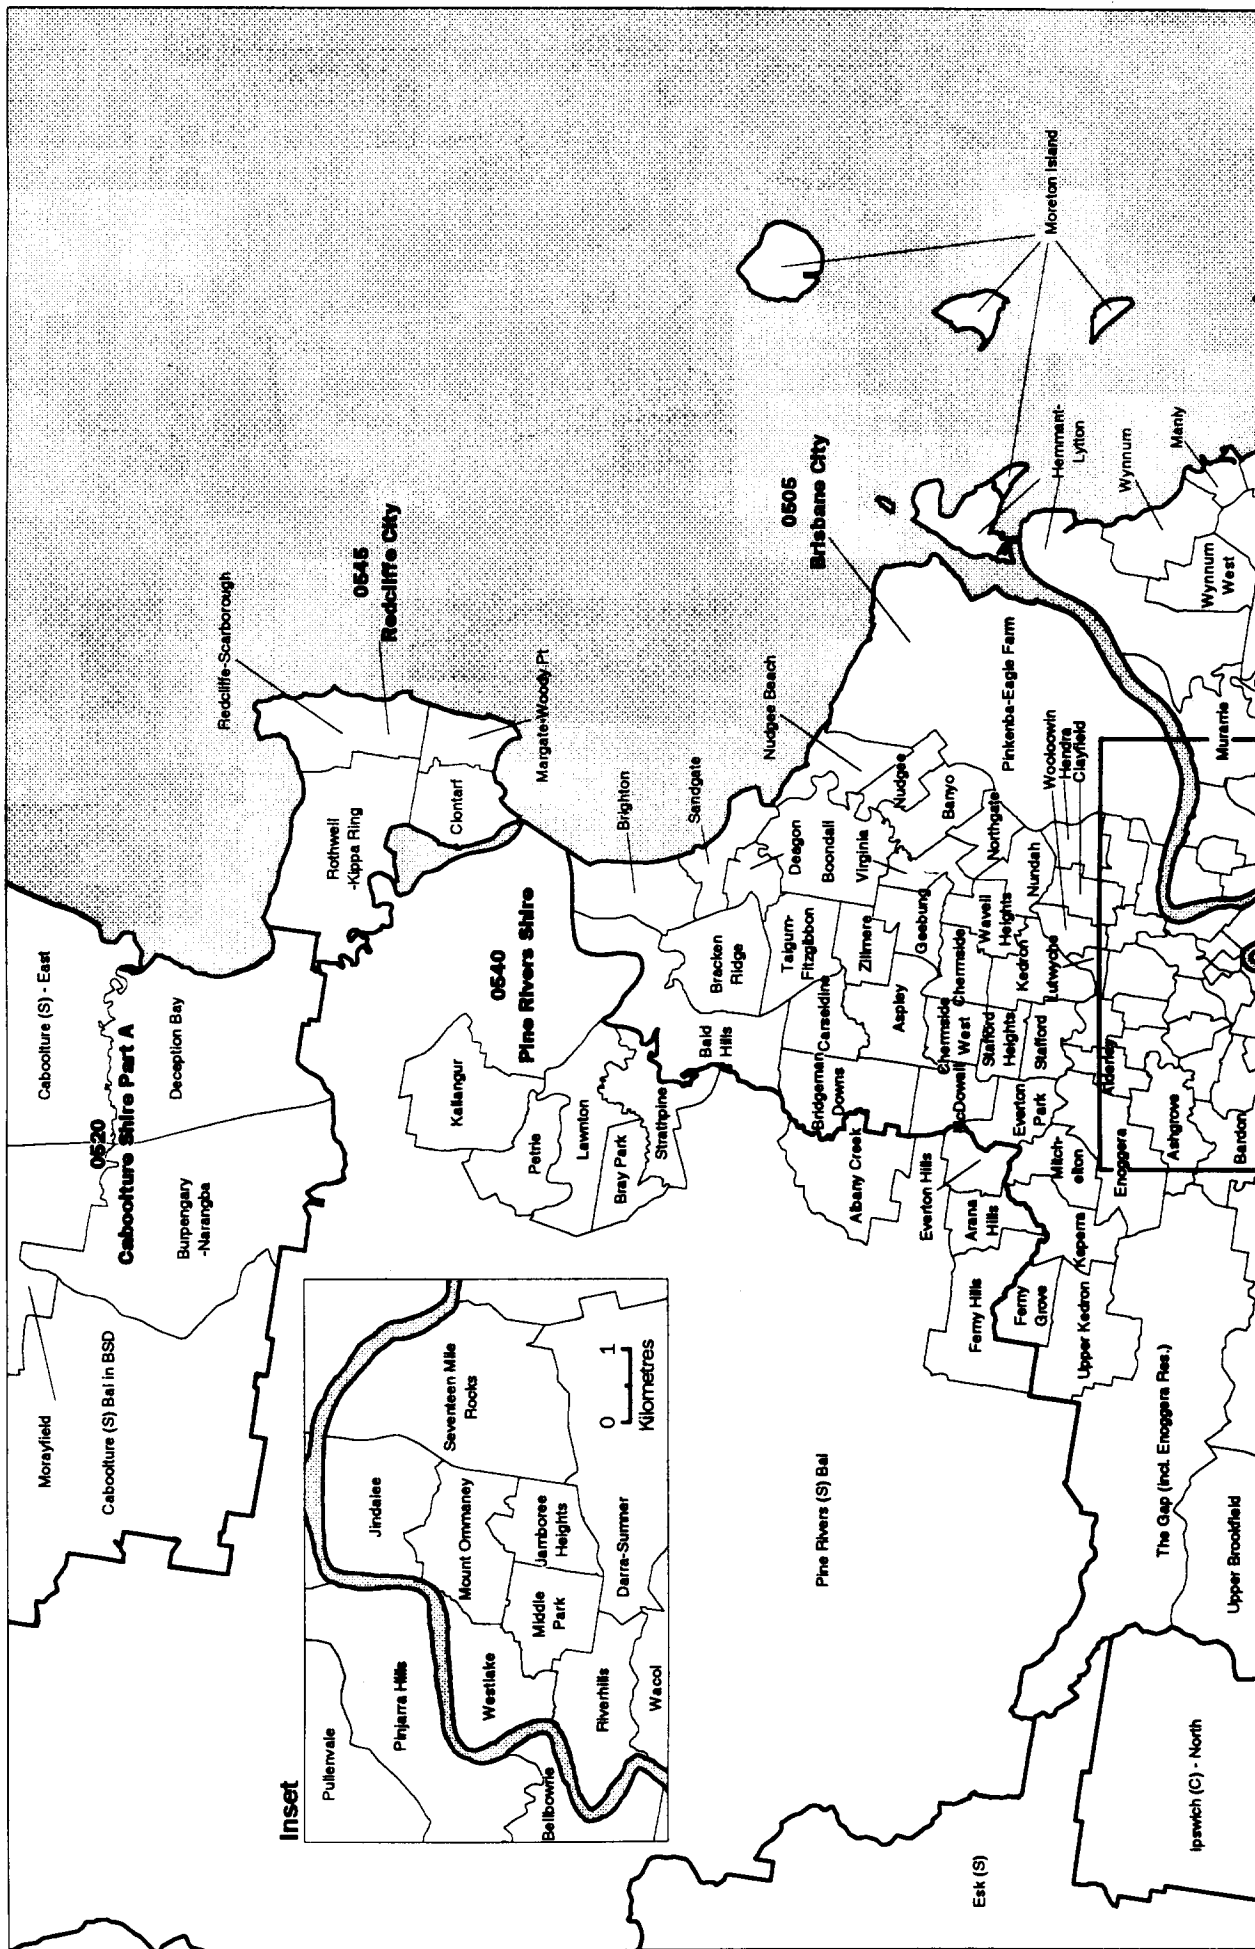 Caboolture (S) - East
0520
Caboolture Shire Part A
Deception Bay
Morayfield
Burpengary
-Narangba
Caboolture (S) Bal in BSD
Redcliffe-Scarborough
0545
Redcliffe City
Rothwell
-Kippa Ring
Clontarf
Margate-Woody Pt
0540
Pine Rivers Shire
Kallangur
Petrie
Lawnton
Bray Park
Strathpine
Brighton
Sandgate
Bracken
Ridge
Bald
Hills
Deagon
Boondall
Nudgee Beach
Taigum-
Fitzgibbon
Zillmere
Virginia
Nudgee
Banyo
Northgate
Carseldine
Bridgeman
Downs
Aspley
Geebung
Albany Creek
Everton Hills
Arana
Hills
Ferny Hills
Ferny
Grove
Upper Kedron
Keperra
Mitch-
elton
Everton
Park
McDowall
Chermside
West
Chermside
Stafford
Heights
Stafford
Wavell
Heights
Kedron
Lutwyche
Nundah
Wooloowin
Hendra
Clayfield
Pinkenba-Eagle Farm
0505
Brisbane City
Moreton Island
Hemmant-
Lytton
Wynnum
Manly
Wynnum
West
Murarrie
Alderley
Enoggera
Ashgrove
Bardon
The Gap (incl. Enoggera Res.)
Upper Brookfield
Pine Rivers (S) Bal
Esk (S)
Ipswich (C) - North
Inset
Pullenvale
Pinjarra Hills
Jindalee
Seventeen Mile
Rocks
Mount Ommaney
Westlake
Jamboree
Heights
Middle
Park
Bellbowrie
Riverhills
Darra-Sumner
Wacol
0 1
Kilometres